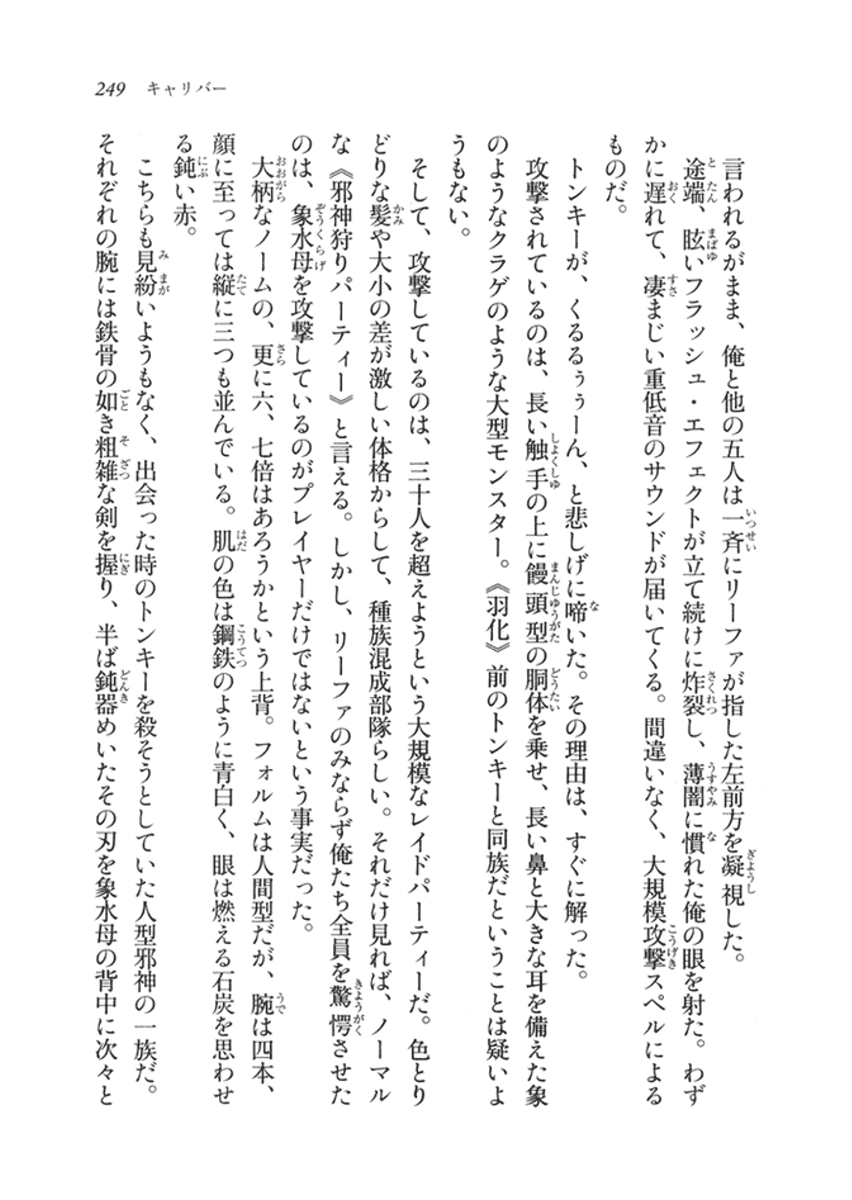 249 キャリバー
言われるがまま、俺と他の五人は一斉にリーファが指した左前方を凝視した。
途端、眩いフラッシュ・エフェクトが立て続けに炸裂し、薄闇に慣れた俺の眼を射た。わず
かに遅れて、凄まじい重低音のサウンドが届いてくる。間違いなく、大規模攻撃スペルによる
ものだ。
トンキーが、くるるぅぅーん、と悲しげに啼いた。その理由は、すぐに解った。
攻撃されているのは、長い触手の上に饅頭型の胴体を乗せ、長い鼻と大きな耳を備えた象
のようなクラゲのような大型モンスター。《羽化》前のトンキーと同族だということは疑いよ
うもない。
そして、攻撃しているのは、三十人を超えようという大規模なレイドパーティーだ。色とり
どりな髪や大小の差が激しい体格からして、種族混成部隊らしい。それだけ見れば、ノーマル
な《邪神狩りパーティー》と言える。しかし、リーファのみならず俺たち全員を驚愕させた
のは、象水母を攻撃しているのがプレイヤーだけではないという事実だった。
大柄なノームの、更に六、七倍はあろうかという上背。フォルムは人間型だが、腕は四本、
顔に至っては縦に三つも並んでいる。肌の色は鋼鉄のように青白く、眼は燃える石炭を思わせ
る鈍い赤。
こちらも見紛いようもなく、出会った時のトンキーを殺そうとしていた人型邪神の一族だ。
それぞれの腕には鉄骨の如き粗雑な剣を握り、半ば鈍器めいたその刃を象水母の背中に次々と